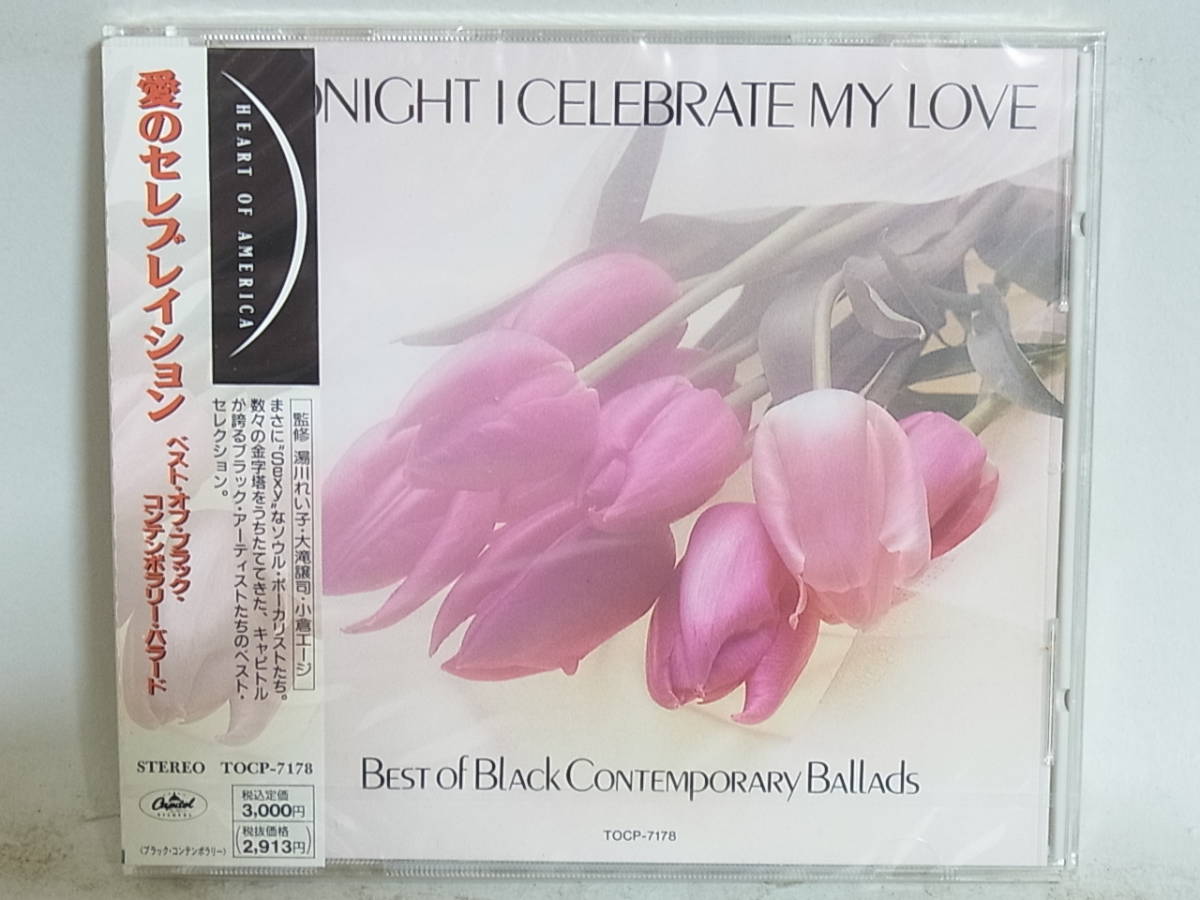 愛のセレブレイション
ベスト・オブ・ブラック・
コンテンポラリー・バラード
HEART OF AMERICA
監修 湯川れい子・大滝譲司・小倉エージ
まさに“Sexy”なソウル・ボーカリストたち。
数々の金字塔をうちたててきた、キャピトル
が誇るブラック・アーティストたちのベスト・
セレクション。
STEREO TOCP-7178
Capitol
RECORDS
税込定価
3,000円
税抜価格
2,913円
(ブラック・コンテンポラリー)
ONIGHT I CELEBRATE MY LOVE
BEST of BLACK CONTEMPORARY BALLADS
TOCP-7178